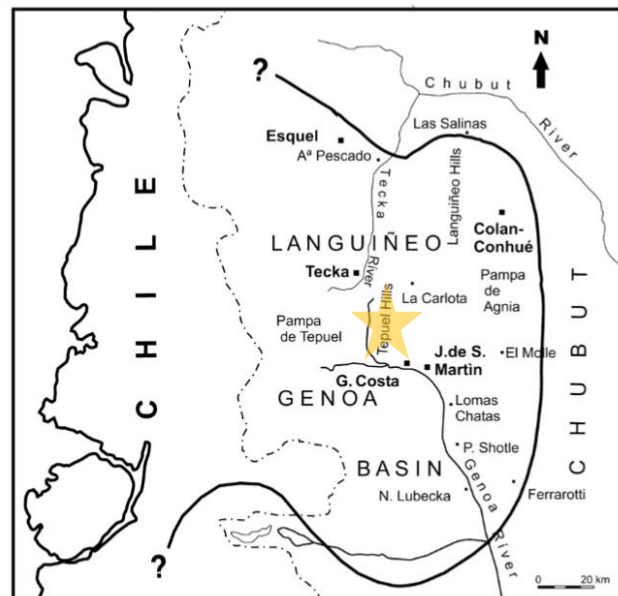 N
?
Chubut
River
Las Salinas
Esquel
Aª Pescado
Tecka
River
Languiñeo Hills
Colan-
Conhué
LANGUIÑEO
Tecka
Pampa
de
Agnia
La Carlota
Tepuel Hills
Pampa
de Tepuel
El Molle
J.de S.
Martìn
G. Costa
GENOA
Lomas
Chatas
P. Shotle
BASIN
Genoa
River
N. Lubecka
Ferrarotti
?
CHILE
CHUBUT
0 20 km